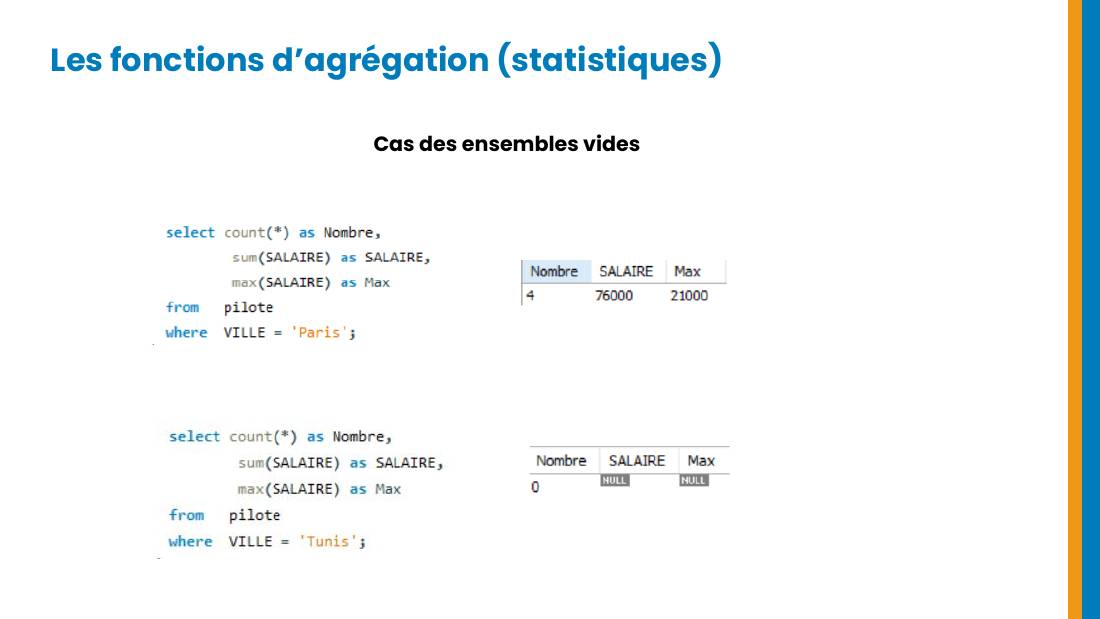 Les fonctions d’agrégation (statistiques)
Cas des ensembles vides
select count(*) as Nombre,
sum(SALAIRE) as SALAIRE,
max(SALAIRE) as Max
from pilote
where VILLE = 'Paris';
Nombre SALAIRE Max
4 76000 21000
select count(*) as Nombre,
sum(SALAIRE) as SALAIRE,
max(SALAIRE) as Max
from pilote
where VILLE = 'Tunis';
Nombre SALAIRE Max
0 NULL NULL